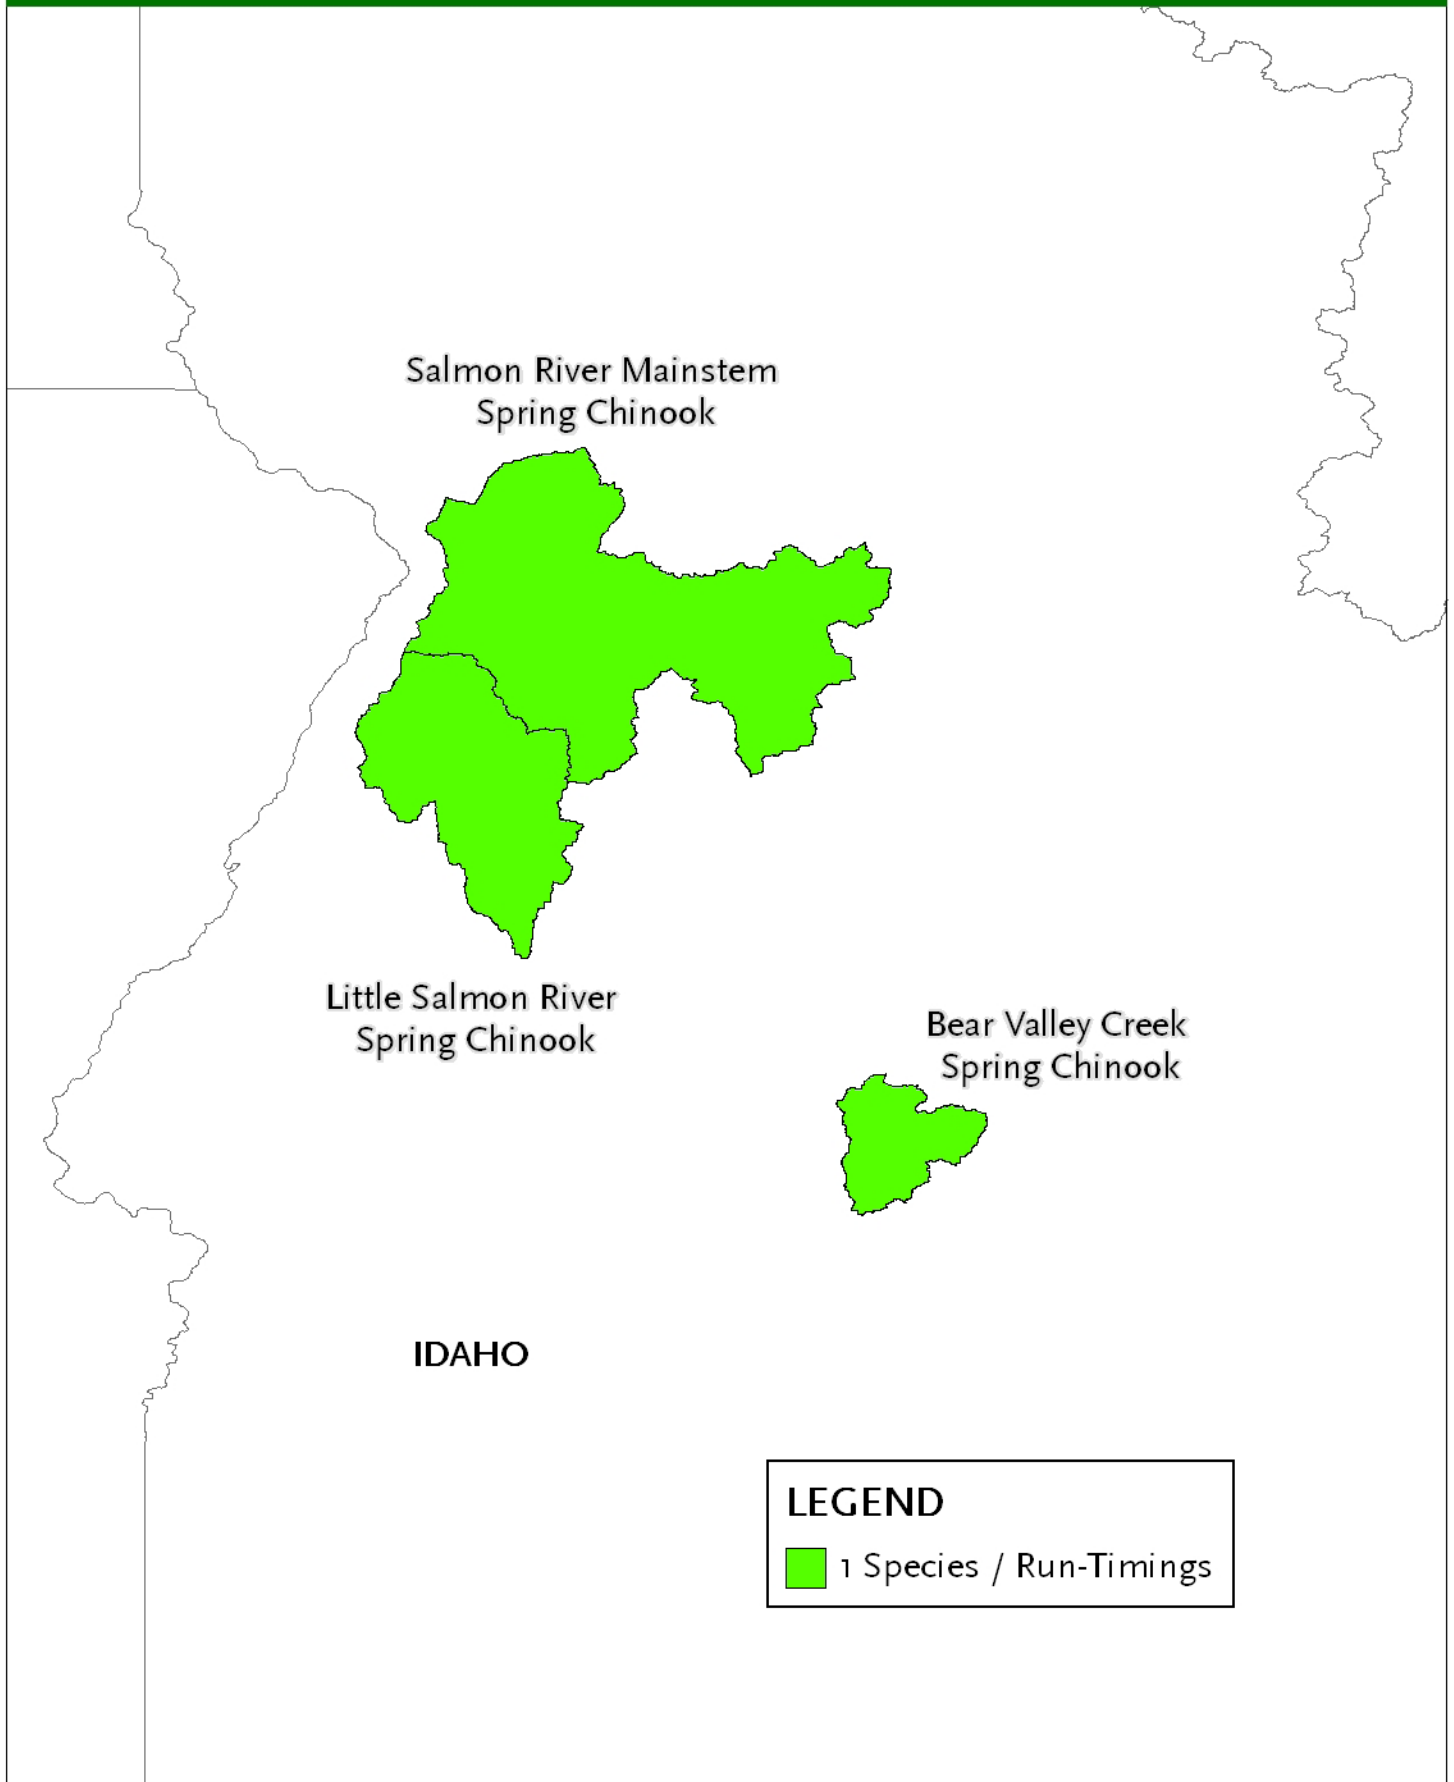 Salmon River Mainstem
Spring Chinook
Little Salmon River
Spring Chinook
Bear Valley Creek
Spring Chinook
IDAHO
LEGEND
1 Species / Run-Timings